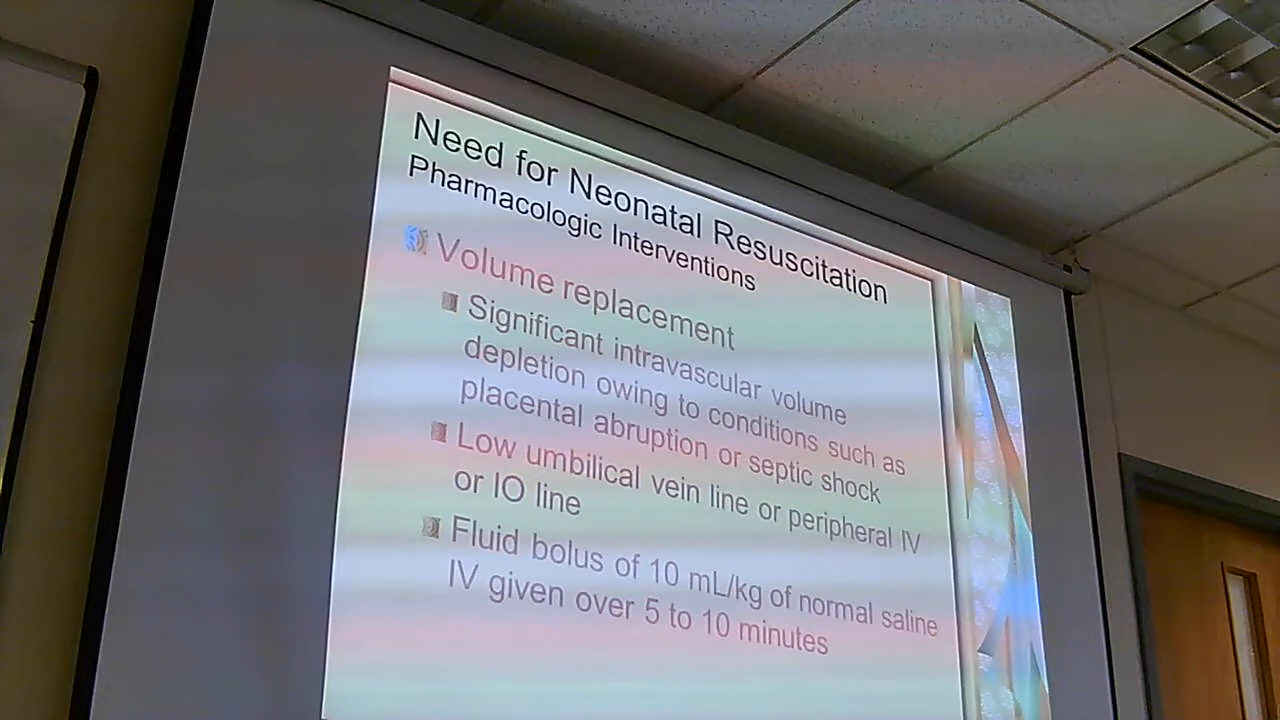 Need for Neonatal Resuscitation
Pharmacologic Interventions
Volume replacement
Significant intravascular volume
depletion owing to conditions such as
placental abruption or septic shock
Low umbilical vein line or peripheral IV
or IO line
Fluid bolus of 10 mL/kg of normal saline
IV given over 5 to 10 minutes